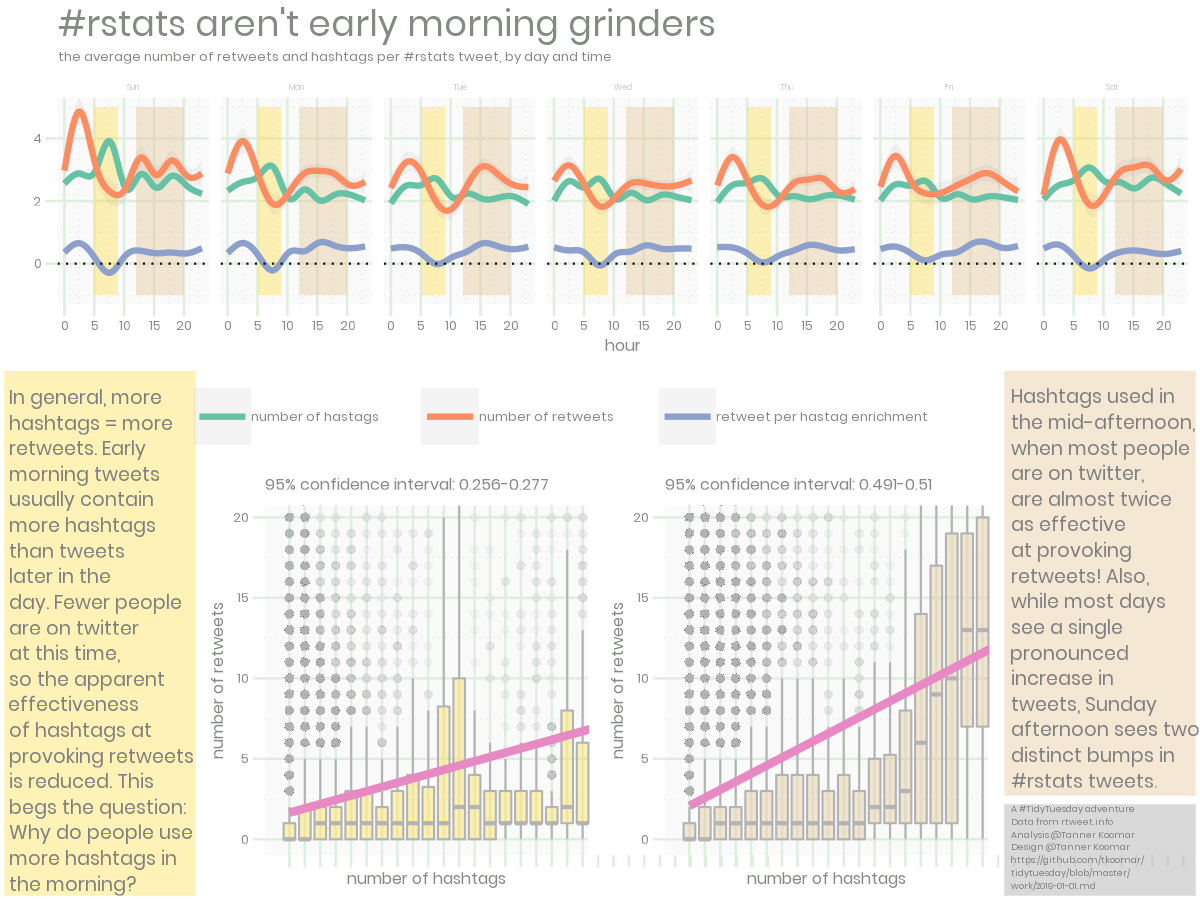 #rstats aren't early morning grinders
the average number of retweets and hashtags per #rstats tweet, by day and time
Sun Mon Tue Wed Thu Fri Sat
4
2
0
0 5 10 15 20 0 5 10 15 20 0 5 10 15 20 0 5 10 15 20 0 5 10 15 20 0 5 10 15 20 0 5 10 15 20
hour
In general, more
hashtags = more
retweets. Early
morning tweets
usually contain
more hashtags
than tweets
later in the
day. Fewer people
are on twitter
at this time,
so the apparent
effectiveness
of hashtags at
provoking retweets
is reduced. This
begs the question:
Why do people use
more hashtags in
the morning?
number of hastags
number of retweets
retweet per hastag enrichment
95% confidence interval: 0.256-0.277
20
15
10
5
0
number of retweets
number of hashtags
95% confidence interval: 0.491-0.51
20
15
10
5
0
number of retweets
number of hashtags
Hashtags used in
the mid-afternoon,
when most people
are on twitter,
are almost twice
as effective
at provoking
retweets! Also,
while most days
see a single
pronounced
increase in
tweets, Sunday
afternoon sees two
distinct bumps in
#rstats tweets.
A #TidyTuesday adventure
Data from rtweet.info
Analysis @Tanner Koomar
Design @Tanner Koomar
https://github.com/tkoomar/
tidytuesday/blob/master/
work/2019-01-01.md